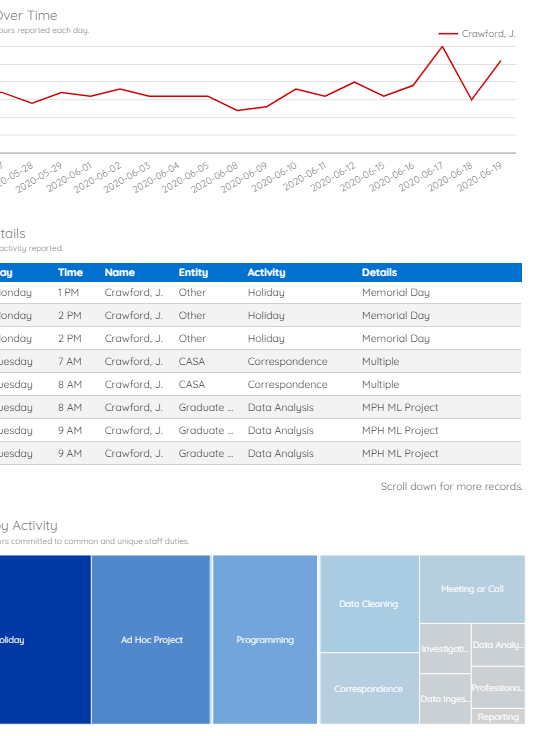 Over Time
ours reported each day.
Crawford, J.
7
0-05-28
2020-05-29
2020-06-01
2020-06-02
2020-06-03
2020-06-04
2020-06-05
2020-06-08
2020-06-09
2020-06-10
2020-06-11
2020-06-12
2020-06-15
2020-06-16
2020-06-17
2020-06-18
2020-06-19
tails
activity reported.
ay Time Name Entity Activity Details
onday 1 PM Crawford, J. Other Holiday Memorial Day
onday 2 PM Crawford, J. Other Holiday Memorial Day
onday 2 PM Crawford, J. Other Holiday Memorial Day
uesday 7 AM Crawford, J. CASA Correspondence Multiple
uesday 8 AM Crawford, J. CASA Correspondence Multiple
uesday 8 AM Crawford, J. Graduate ... Data Analysis MPH ML Project
uesday 9 AM Crawford, J. Graduate ... Data Analysis MPH ML Project
uesday 9 AM Crawford, J. Graduate ... Data Analysis MPH ML Project
Scroll down for more records.
by Activity
urs committed to common and unique staff duties.
oliday
Ad Hoc Project
Programming
Data Cleaning
Correspondence
Meeting or Call
Investigati...
Data Analy...
Data Inges...
Professiona...
Reporting